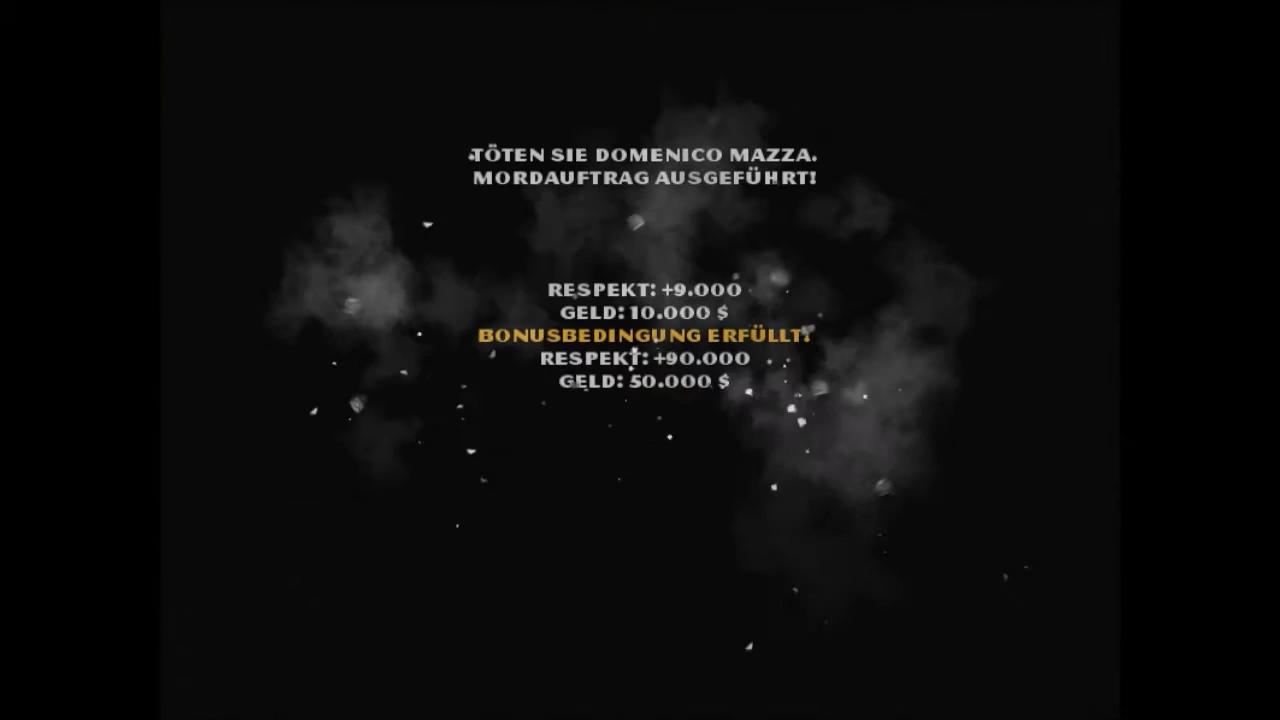 TÖTEN SIE DOMENICO MAZZA.
MORDAUFTRAG AUSGEFÜHRT!
RESPEKT: +9.000
GELD: 10.000 $
BONUSBEDINGUNG ERFÜLLT!
RESPEKT: +90.000
GELD: 50.000 $